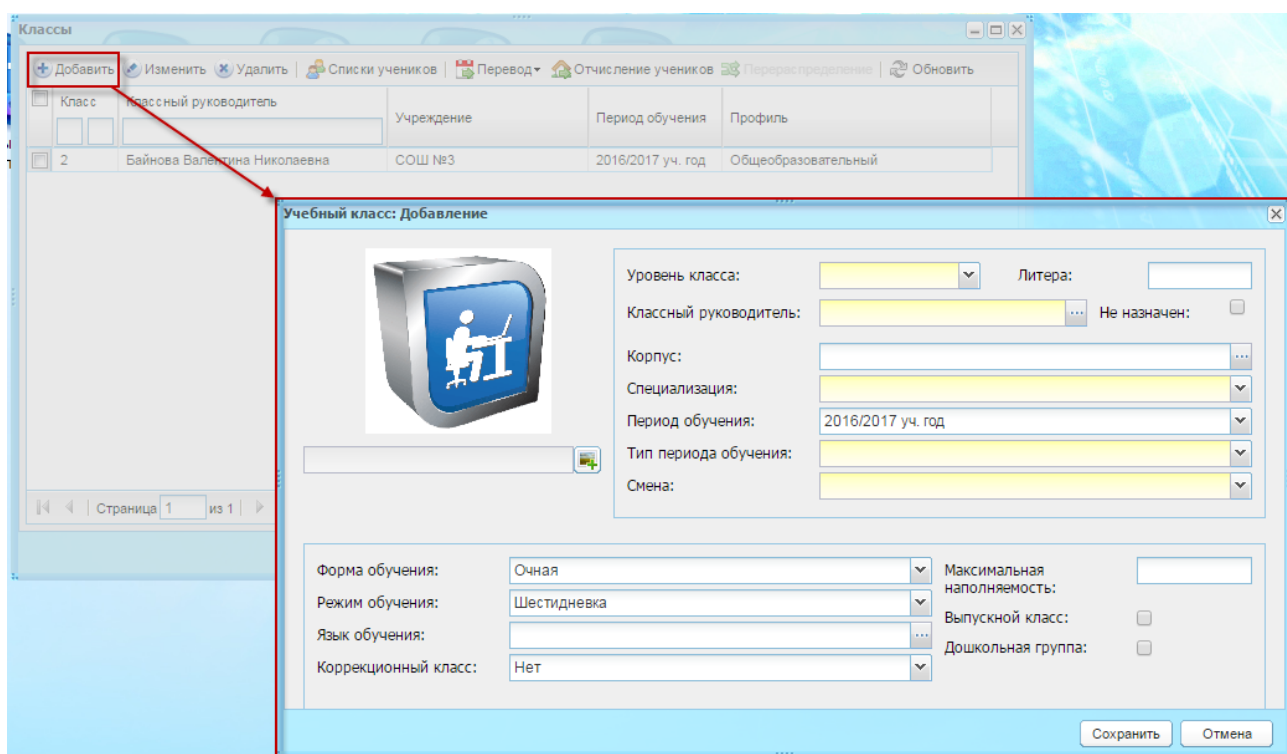 Классы
Добавить Изменить Удалить Списки учеников Перевод Отчисление учеников Перераспределение Обновить
Класс Классный руководитель Учреждение Период обучения Профиль
2 Байнова Валентина Николаевна СОШ №3 2016/2017 уч. год Общеобразовательный
Учебный класс: Добавление
Уровень класса: Литера:
Классный руководитель: ... Не назначен:
Корпус: ...
Специализация:
Период обучения: 2016/2017 уч. год
Тип периода обучения:
Смена:
Страница 1 из 1
Форма обучения: Очная Максимальная
наполняемость:
Режим обучения: Шестидневка
Выпускной класс:
Язык обучения: ...
Дошкольная группа:
Коррекционный класс: Нет
Сохранить Отмена